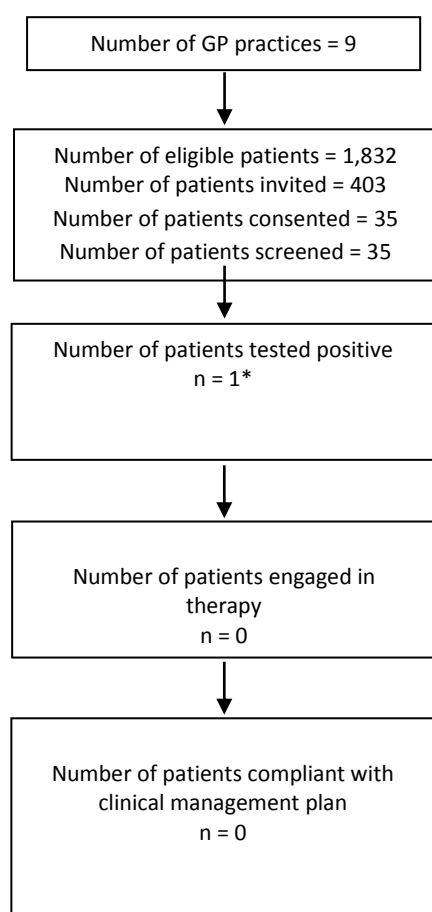 Number of GP practices = 9
Number of eligible patients = 1,832
Number of patients invited = 403
Number of patients consented = 35
Number of patients screened = 35
Number of patients tested positive
n = 1*
Number of patients engaged in
therapy
n = 0
Number of patients compliant with
clinical management plan
n = 0